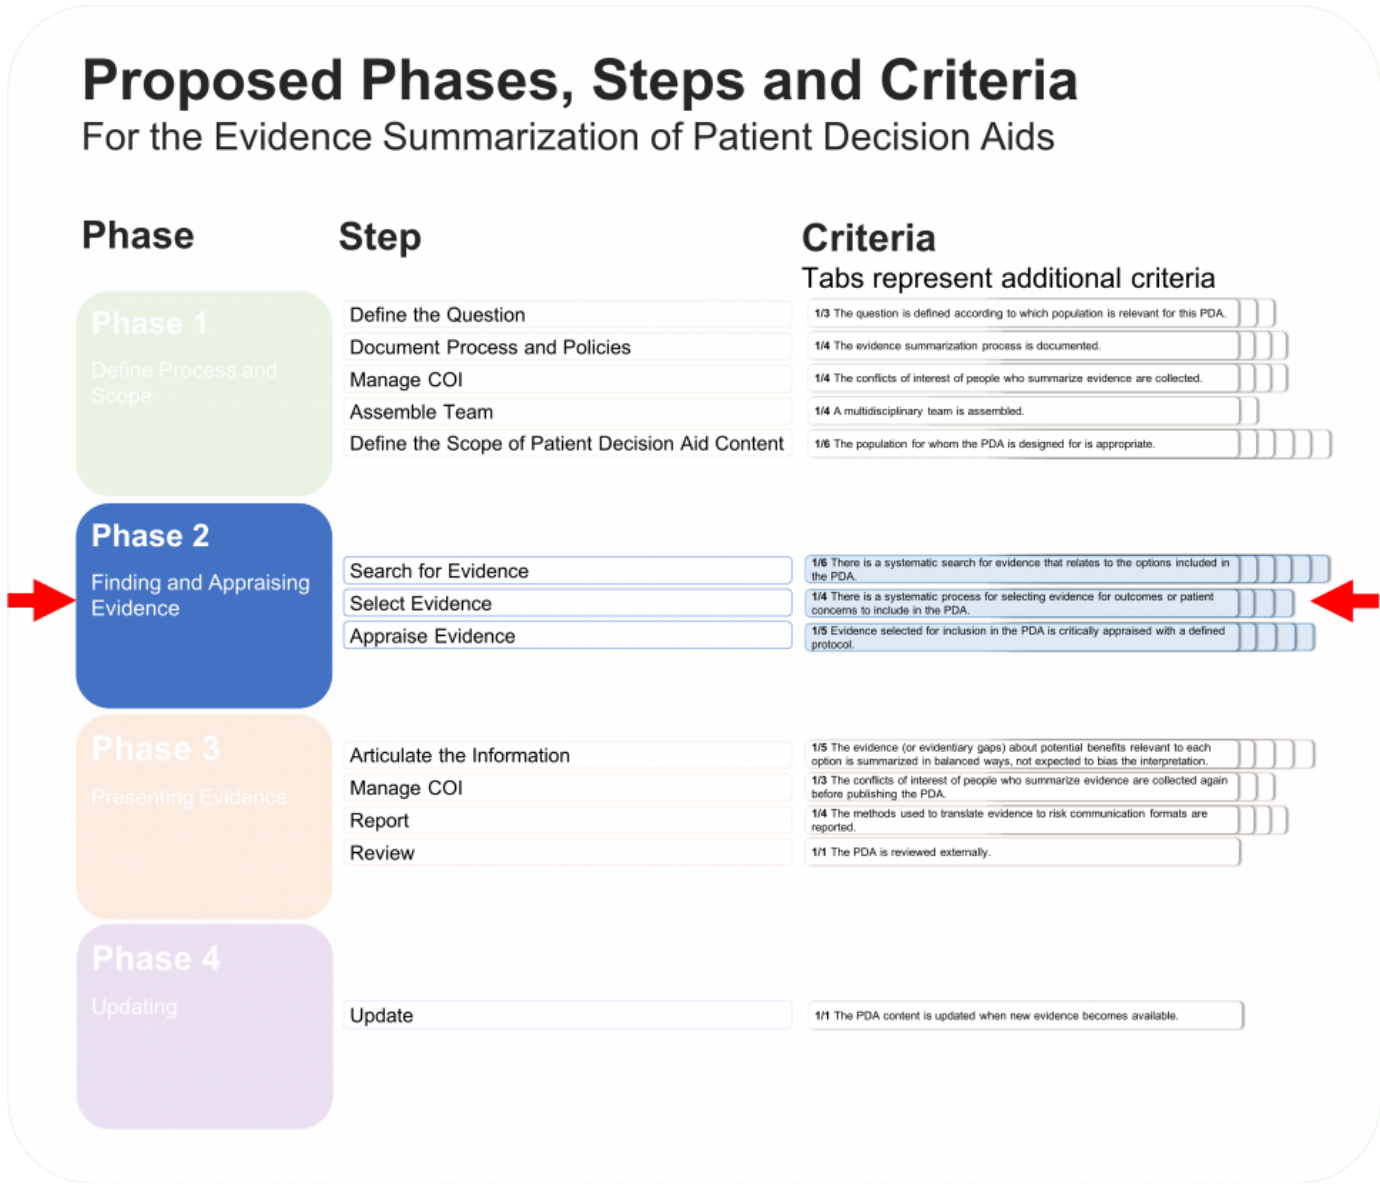 Proposed Phases, Steps and Criteria
For the Evidence Summarization of Patient Decision Aids
Phase
Step
Criteria
Tabs represent additional criteria
Phase 1
Define Process and
Scope
Define the Question
1/3 The question is defined according to which population is relevant for this PDA.
Document Process and Policies
1/4 The evidence summarization process is documented.
Manage COI
1/4 The conflicts of interest of people who summarize evidence are collected.
Assemble Team
1/4 A multidisciplinary team is assembled.
Define the Scope of Patient Decision Aid Content
1/6 The population for whom the PDA is designed for is appropriate.
Phase 2
Finding and Appraising
Evidence
Search for Evidence
1/6 There is a systematic search for evidence that relates to the options included in
the PDA.
Select Evidence
1/4 There is a systematic process for selecting evidence for outcomes or patient
concerns to include in the PDA.
Appraise Evidence
1/5 Evidence selected for inclusion in the PDA is critically appraised with a defined
protocol.
Phase 3
Presenting Evidence
Articulate the Information
1/5 The evidence (or evidentiary gaps) about potential benefits relevant to each
option is summarized in balanced ways, not expected to bias the interpretation.
Manage COI
1/3 The conflicts of interest of people who summarize evidence are collected again
before publishing the PDA.
Report
1/4 The methods used to translate evidence to risk communication formats are
reported.
Review
1/1 The PDA is reviewed externally.
Phase 4
Updating
Update
1/1 The PDA content is updated when new evidence becomes available.